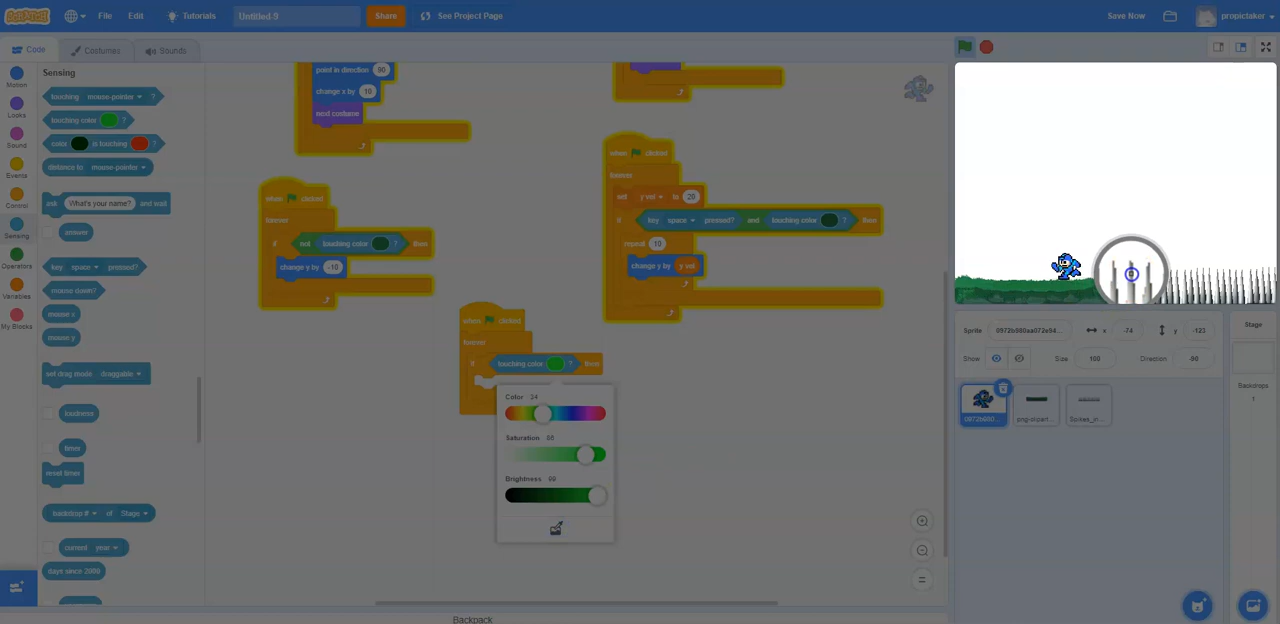 SCRATCH File Edit Tutorials Untitled-9 Share See Project Page Save Now propictaker
Code Costumes Sounds
Motion
Looks
Sound
Events
Control
Sensing
Operators
Variables
My Blocks
Sensing
touching mouse-pointer ?
touching color ?
color is touching ?
distance to mouse-pointer
ask What's your name? and wait
answer
key space pressed?
mouse down?
mouse x
mouse y
set drag mode draggable
loudness
timer
reset timer
backdrop # of Stage
current year
days since 2000
point in direction 90
change x by 10
next costume
when clicked
forever
if not touching color ? then
change y by -10
when clicked
forever
set y vel to 20
if key space pressed? and touching color ? then
repeat 10
change y by y vel
when clicked
forever
if touching color ? then
Color 24
Saturation 80
Brightness 69
Backpack
Sprite 0972b980aa072e94... x -74 y -123
Show Size 100 Direction -90
0972b980... png-clipart... Spikes_in...
Stage
Backdrops
1